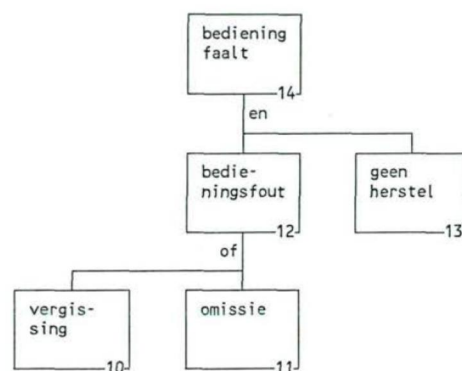 bediening
faalt
14
en
bedie-
ningsfout
12
geen
herstel
13
of
vergis-
sing
10
omissie
11